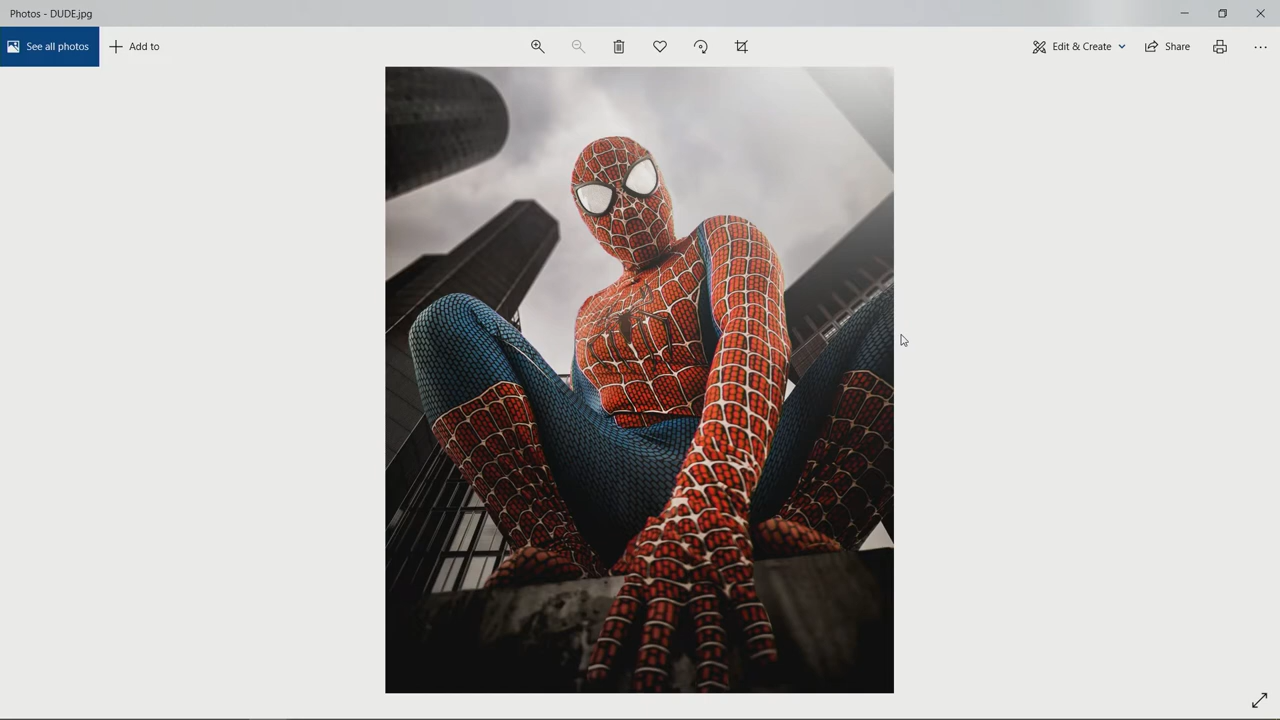 Photos - DUDE.jpg
See all photos
Add to
Edit & Create
Share